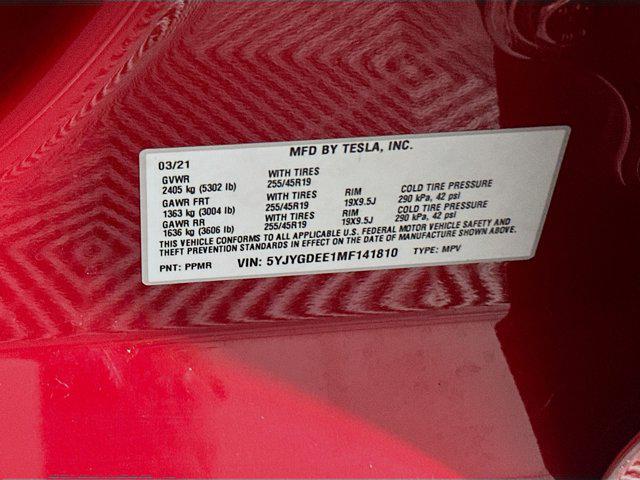 MFD BY TESLA, INC.
03/21
GVWR WITH TIRES
2405 kg (5302 lb) 255/45R19 RIM COLD TIRE PRESSURE
GAWR FRT WITH TIRES 19X9.5J 290 kPa, 42 psi
1363 kg (3004 lb) 255/45R19 RIM COLD TIRE PRESSURE
GAWR RR WITH TIRES 19X9.5J 290 kPa, 42 psi
1636 kg (3606 lb) 255/45R19
THIS VEHICLE CONFORMS TO ALL APPLICABLE U.S. FEDERAL MOTOR VEHICLE SAFETY AND
THEFT PREVENTION STANDARDS IN EFFECT ON THE DATE OF MANUFACTURE SHOWN ABOVE.
PNT: PPMR VIN: 5YJYGDEE1MF141810 TYPE: MPV